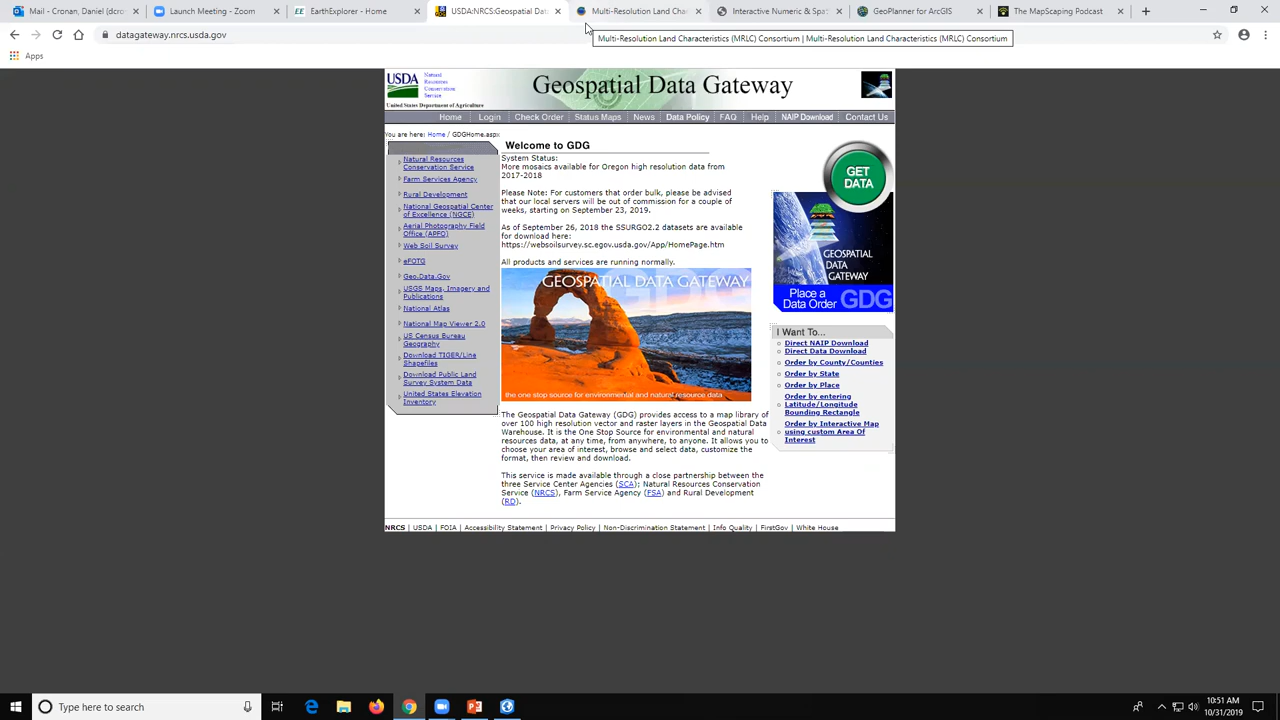 Mail - Cronan, Daniel (dcron
Launch Meeting - Zoom
EE EarthExplorer - Home
USDA:NRCS:Geospatial Dat
Multi-Resolution Land Chara
Interactive Numeric & Spat
GeoPlanner for ArcGIS
The MapScaping Podcast
datagateway.nrcs.usda.gov
Multi-Resolution Land Characteristics (MRLC) Consortium | Multi-Resolution Land Characteristics (MRLC) Consortium
Apps
USDA
Natural
Resources
Conservation
Service
United States Department of Agriculture
Geospatial Data Gateway
Home Login Check Order Status Maps News Data Policy FAQ Help NAIP Download Contact Us
You are here: Home / GDGHome.aspx
Natural Resources
Conservation Service
Farm Services Agency
Rural Development
National Geospatial Center
of Excellence (NGCE)
Aerial Photography Field
Office (APFO)
Web Soil Survey
eFOTG
Geo.Data.Gov
USGS Maps, Imagery and
Publications
National Atlas
National Map Viewer 2.0
US Census Bureau
Geography
Download TIGER/Line
Shapefiles
Download Public Land
Survey System Data
United States Elevation
Inventory
Welcome to GDG
System Status:
More mosaics available for Oregon high resolution data from
2017-2018
Please Note: For customers that order bulk, please be advised
that our local servers will be out of commission for a couple of
weeks, starting on September 23, 2019.
As of September 26, 2018 the SSURGO2.2 datasets are available
for download here:
https://websoilsurvey.sc.egov.usda.gov/App/HomePage.htm
All products and services are running normally.
GEOSPATIAL DATA GATEWAY
the one stop source for environmental and natural resource data
The Geospatial Data Gateway (GDG) provides access to a map library of
over 100 high resolution vector and raster layers in the Geospatial Data
Warehouse. It is the One Stop Source for environmental and natural
resources data, at any time, from anywhere, to anyone. It allows you to
choose your area of interest, browse and select data, customize the
format, then review and download.
This service is made available through a close partnership between the
three Service Center Agencies (SCA); Natural Resources Conservation
Service (NRCS), Farm Service Agency (FSA) and Rural Development
(RD).
GET
DATA
GEOSPATIAL
DATA
GATEWAY
Place a
Data Order GDG
I Want To...
Direct NAIP Download
Direct Data Download
Order by County/Counties
Order by State
Order by Place
Order by entering
Latitude/Longitude
Bounding Rectangle
Order by Interactive Map
using custom Area Of
Interest
NRCS | USDA | FOIA | Accessibility Statement | Privacy Policy | Non-Discrimination Statement | Info Quality | FirstGov | White House
Type here to search
10:51 AM
10/31/2019